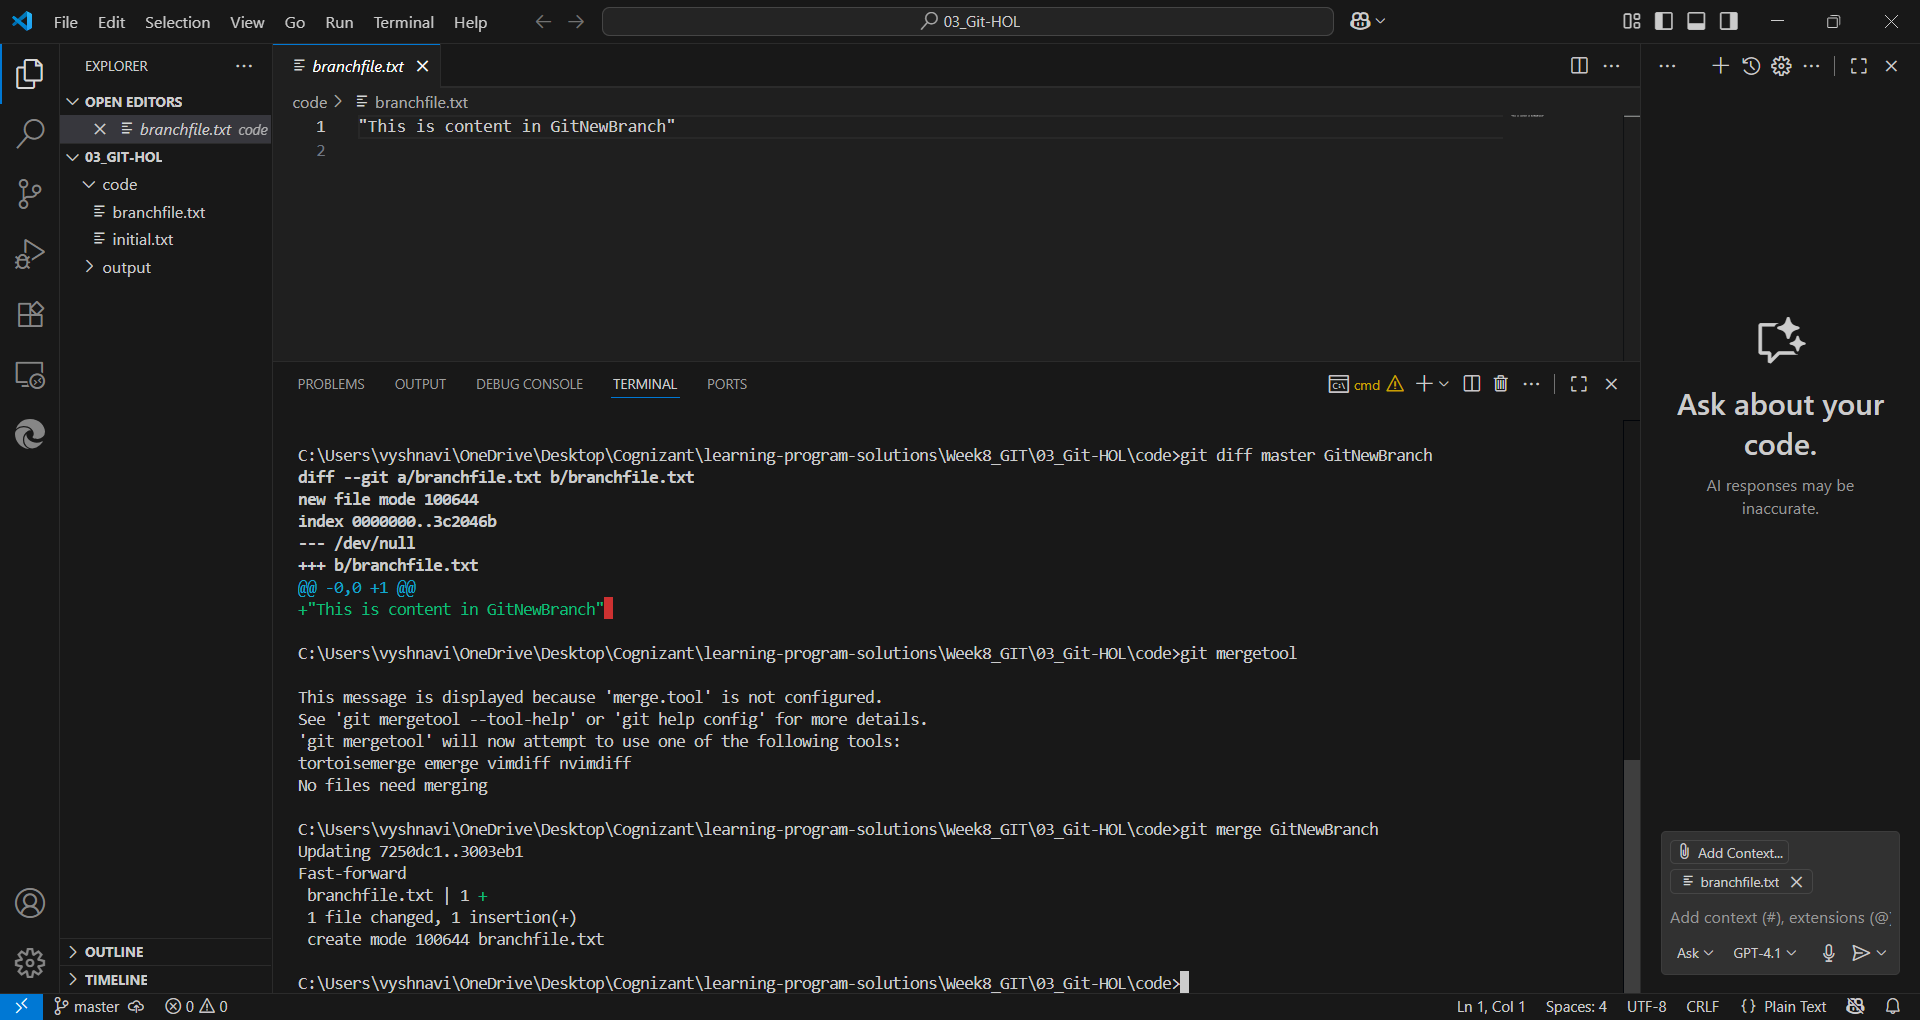 File Edit Selection View Go Run Terminal Help
03_Git-HOL
EXPLORER
OPEN EDITORS
branchfile.txt code
03_GIT-HOL
code
branchfile.txt
initial.txt
output
OUTLINE
TIMELINE
branchfile.txt
code > branchfile.txt
1 "This is content in GitNewBranch"
2
PROBLEMS OUTPUT DEBUG CONSOLE TERMINAL PORTS
cmd
C:\Users\vyshnavi\OneDrive\Desktop\Cognizant\learning-program-solutions\Week8_GIT\03_Git-HOL\code>git diff master GitNewBranch
diff --git a/branchfile.txt b/branchfile.txt
new file mode 100644
index 0000000..3c2046b
--- /dev/null
+++ b/branchfile.txt
@@ -0,0 +1 @@
+"This is content in GitNewBranch"
C:\Users\vyshnavi\OneDrive\Desktop\Cognizant\learning-program-solutions\Week8_GIT\03_Git-HOL\code>git mergetool
This message is displayed because 'merge.tool' is not configured.
See 'git mergetool --tool-help' or 'git help config' for more details.
'git mergetool' will now attempt to use one of the following tools:
tortoisemerge emerge vimdiff nvimdiff
No files need merging
C:\Users\vyshnavi\OneDrive\Desktop\Cognizant\learning-program-solutions\Week8_GIT\03_Git-HOL\code>git merge GitNewBranch
Updating 7250dc1..3003eb1
Fast-forward
branchfile.txt | 1 +
1 file changed, 1 insertion(+)
create mode 100644 branchfile.txt
C:\Users\vyshnavi\OneDrive\Desktop\Cognizant\learning-program-solutions\Week8_GIT\03_Git-HOL\code>
Ask about your
code.
AI responses may be
inaccurate.
Add Context...
branchfile.txt
Add context (#), extensions (@
Ask GPT-4.1
master 0 0
Ln 1, Col 1 Spaces: 4 UTF-8 CRLF {} Plain Text